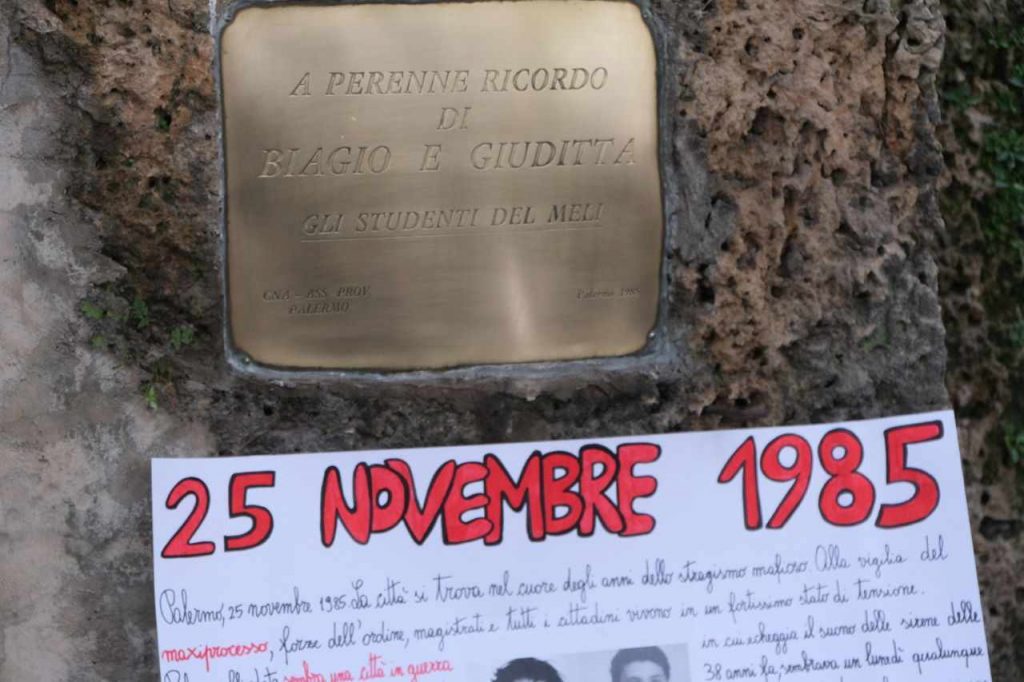 A PERENNE RICORDO
DI
BIAGIO E GIUDITTA
GLI STUDENTI DEL MELI
CNA - ASS. PROV.
PALERMO
Palermo 1985
25 NOVEMBRE 1985
Palermo, 25 novembre 1985. La città si trova nel cuore degli anni dello stragismo mafioso. Alla vigilia del
maxiprocesso, forze dell'ordine, magistrati e tutti i cittadini vivono in un fortissimo stato di tensione.
sembra una città in guerra
in cui echeggia il suono delle sirene delle
38 anni fa, sembrava un lunedì qualunque